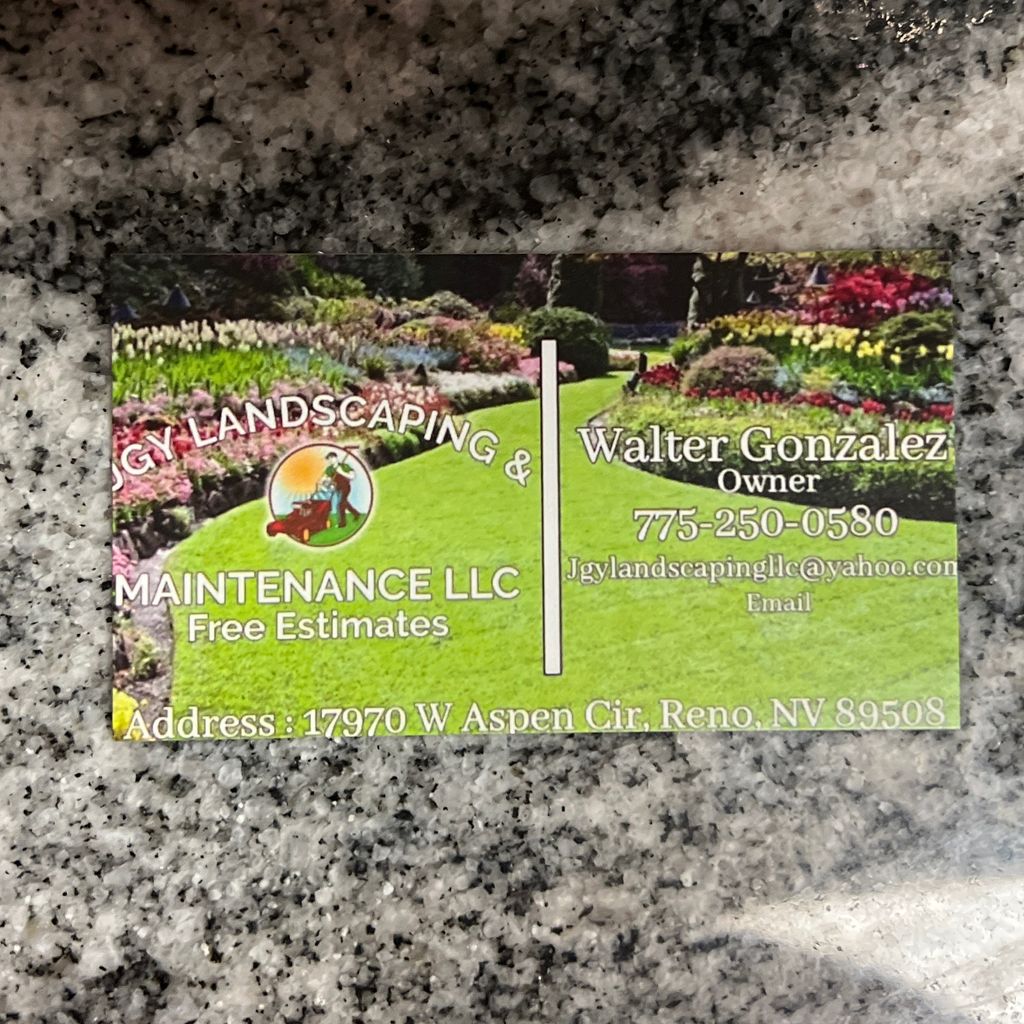 JGY LANDSCAPING &
MAINTENANCE LLC
Free Estimates
Walter Gonzalez
Owner
775-250-0580
Jgylandscapingllc@yahoo.com
Email
Address : 17970 W Aspen Cir, Reno, NV 89508